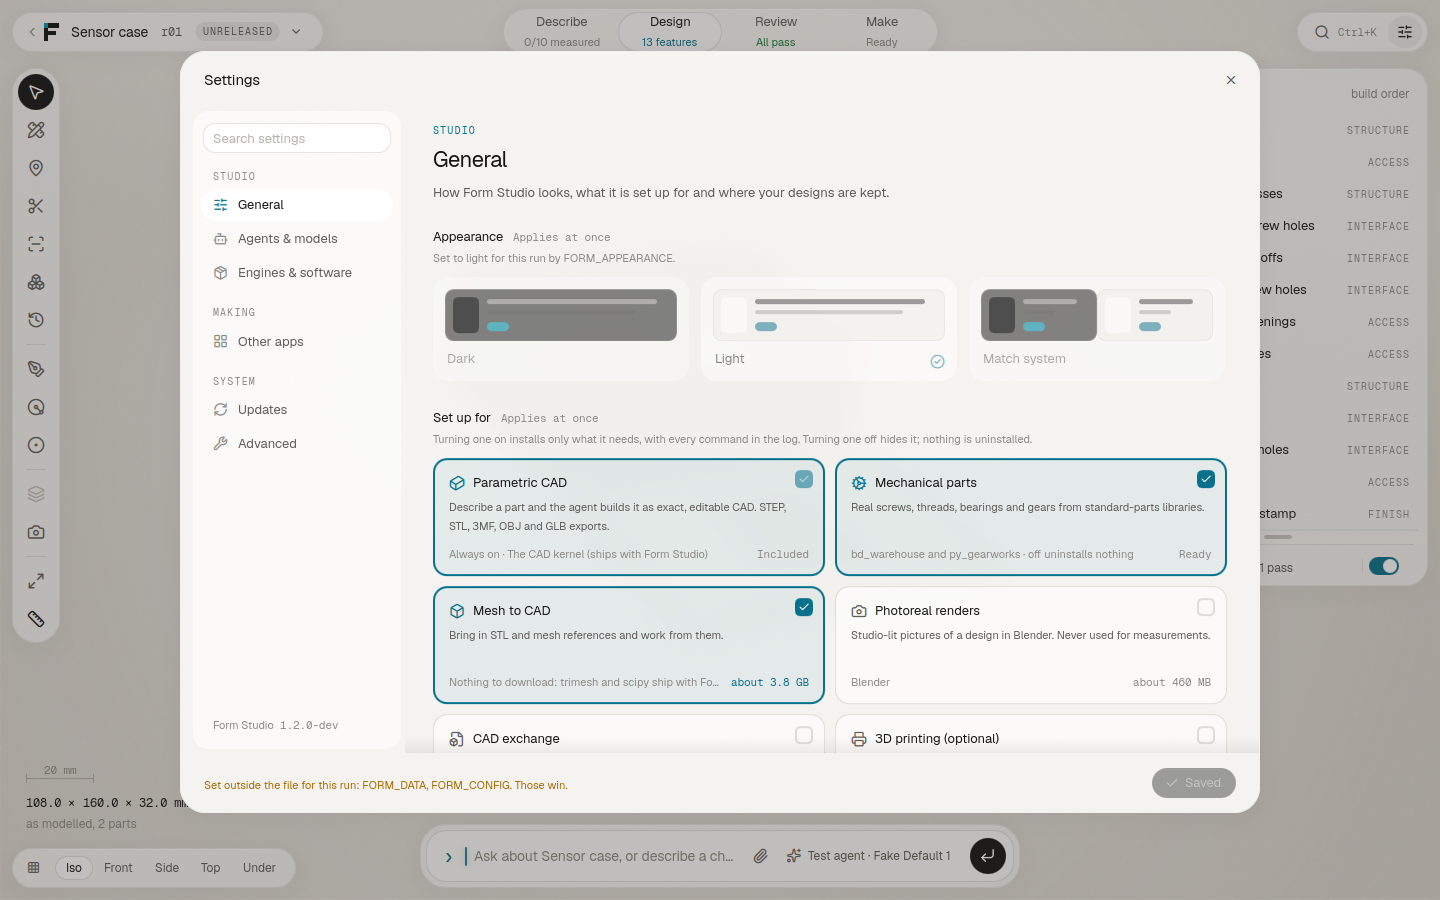 Sensor case r01 UNRELEASED
Describe
0/10 measured
Design
13 features
Review
All pass
Make
Ready
Ctrl+K
Settings
Search settings
STUDIO
General
Agents & models
Engines & software
MAKING
Other apps
SYSTEM
Updates
Advanced
Form Studio 1.2.0-dev
STUDIO
General
How Form Studio looks, what it is set up for and where your designs are kept.
Appearance Applies at once
Set to light for this run by FORM_APPEARANCE.
Dark
Light
Match system
Set up for Applies at once
Turning one on installs only what it needs, with every command in the log. Turning one off hides it; nothing is uninstalled.
Parametric CAD
Describe a part and the agent builds it as exact, editable CAD. STEP,
STL, 3MF, OBJ and GLB exports.
Always on · The CAD kernel (ships with Form Studio) Included
Mechanical parts
Real screws, threads, bearings and gears from standard-parts libraries.
bd_warehouse and py_gearworks · off uninstalls nothing Ready
Mesh to CAD
Bring in STL and mesh references and work from them.
Nothing to download: trimesh and scipy ship with Fo... about 3.8 GB
Photoreal renders
Studio-lit pictures of a design in Blender. Never used for measurements.
Blender about 460 MB
CAD exchange
3D printing (optional)
Set outside the file for this run: FORM_DATA, FORM_CONFIG. Those win.
Saved
build order
STRUCTURE
ACCESS
sses STRUCTURE
rew holes INTERFACE
offs INTERFACE
ew holes INTERFACE
enings ACCESS
es ACCESS
STRUCTURE
INTERFACE
holes INTERFACE
ACCESS
stamp FINISH
1 pass
20 mm
108.0 × 160.0 × 32.0 mm
as modelled, 2 parts
Iso
Front
Side
Top
Under
Ask about Sensor case, or describe a ch...
Test agent · Fake Default 1